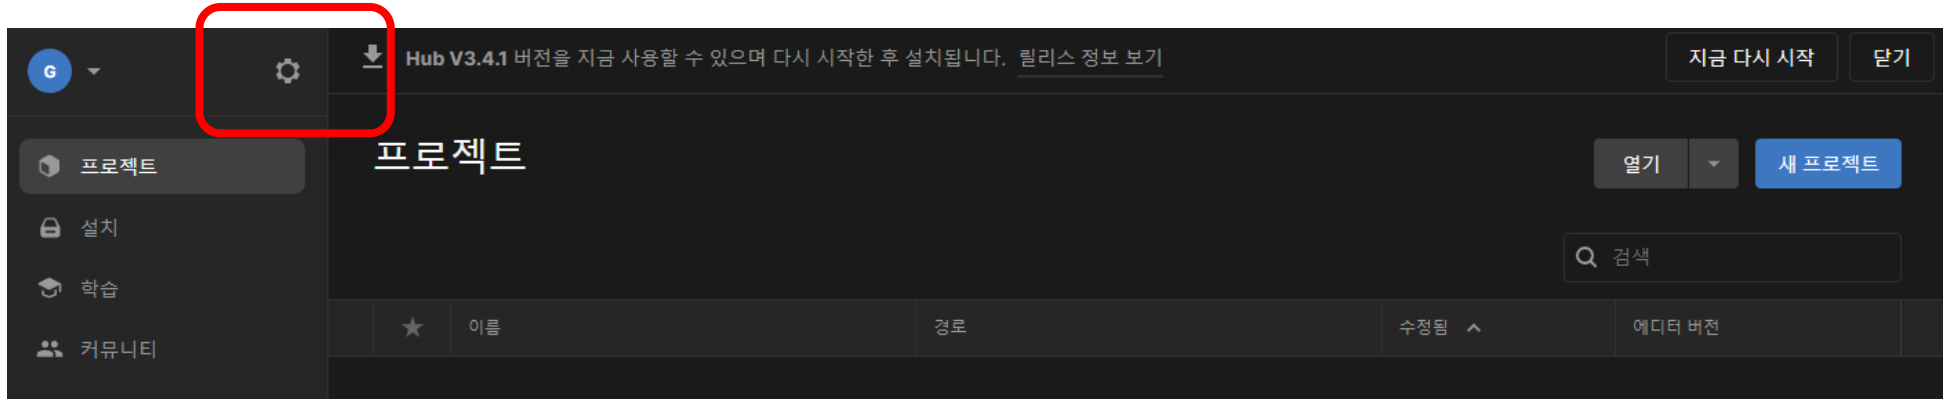 G
Hub V3.4.1 버전을 지금 사용할 수 있으며 다시 시작한 후 설치됩니다. 릴리스 정보 보기
지금 다시 시작
닫기
프로젝트
설치
학습
커뮤니티
프로젝트
열기
새 프로젝트
검색
이름
경로
수정됨
에디터 버전